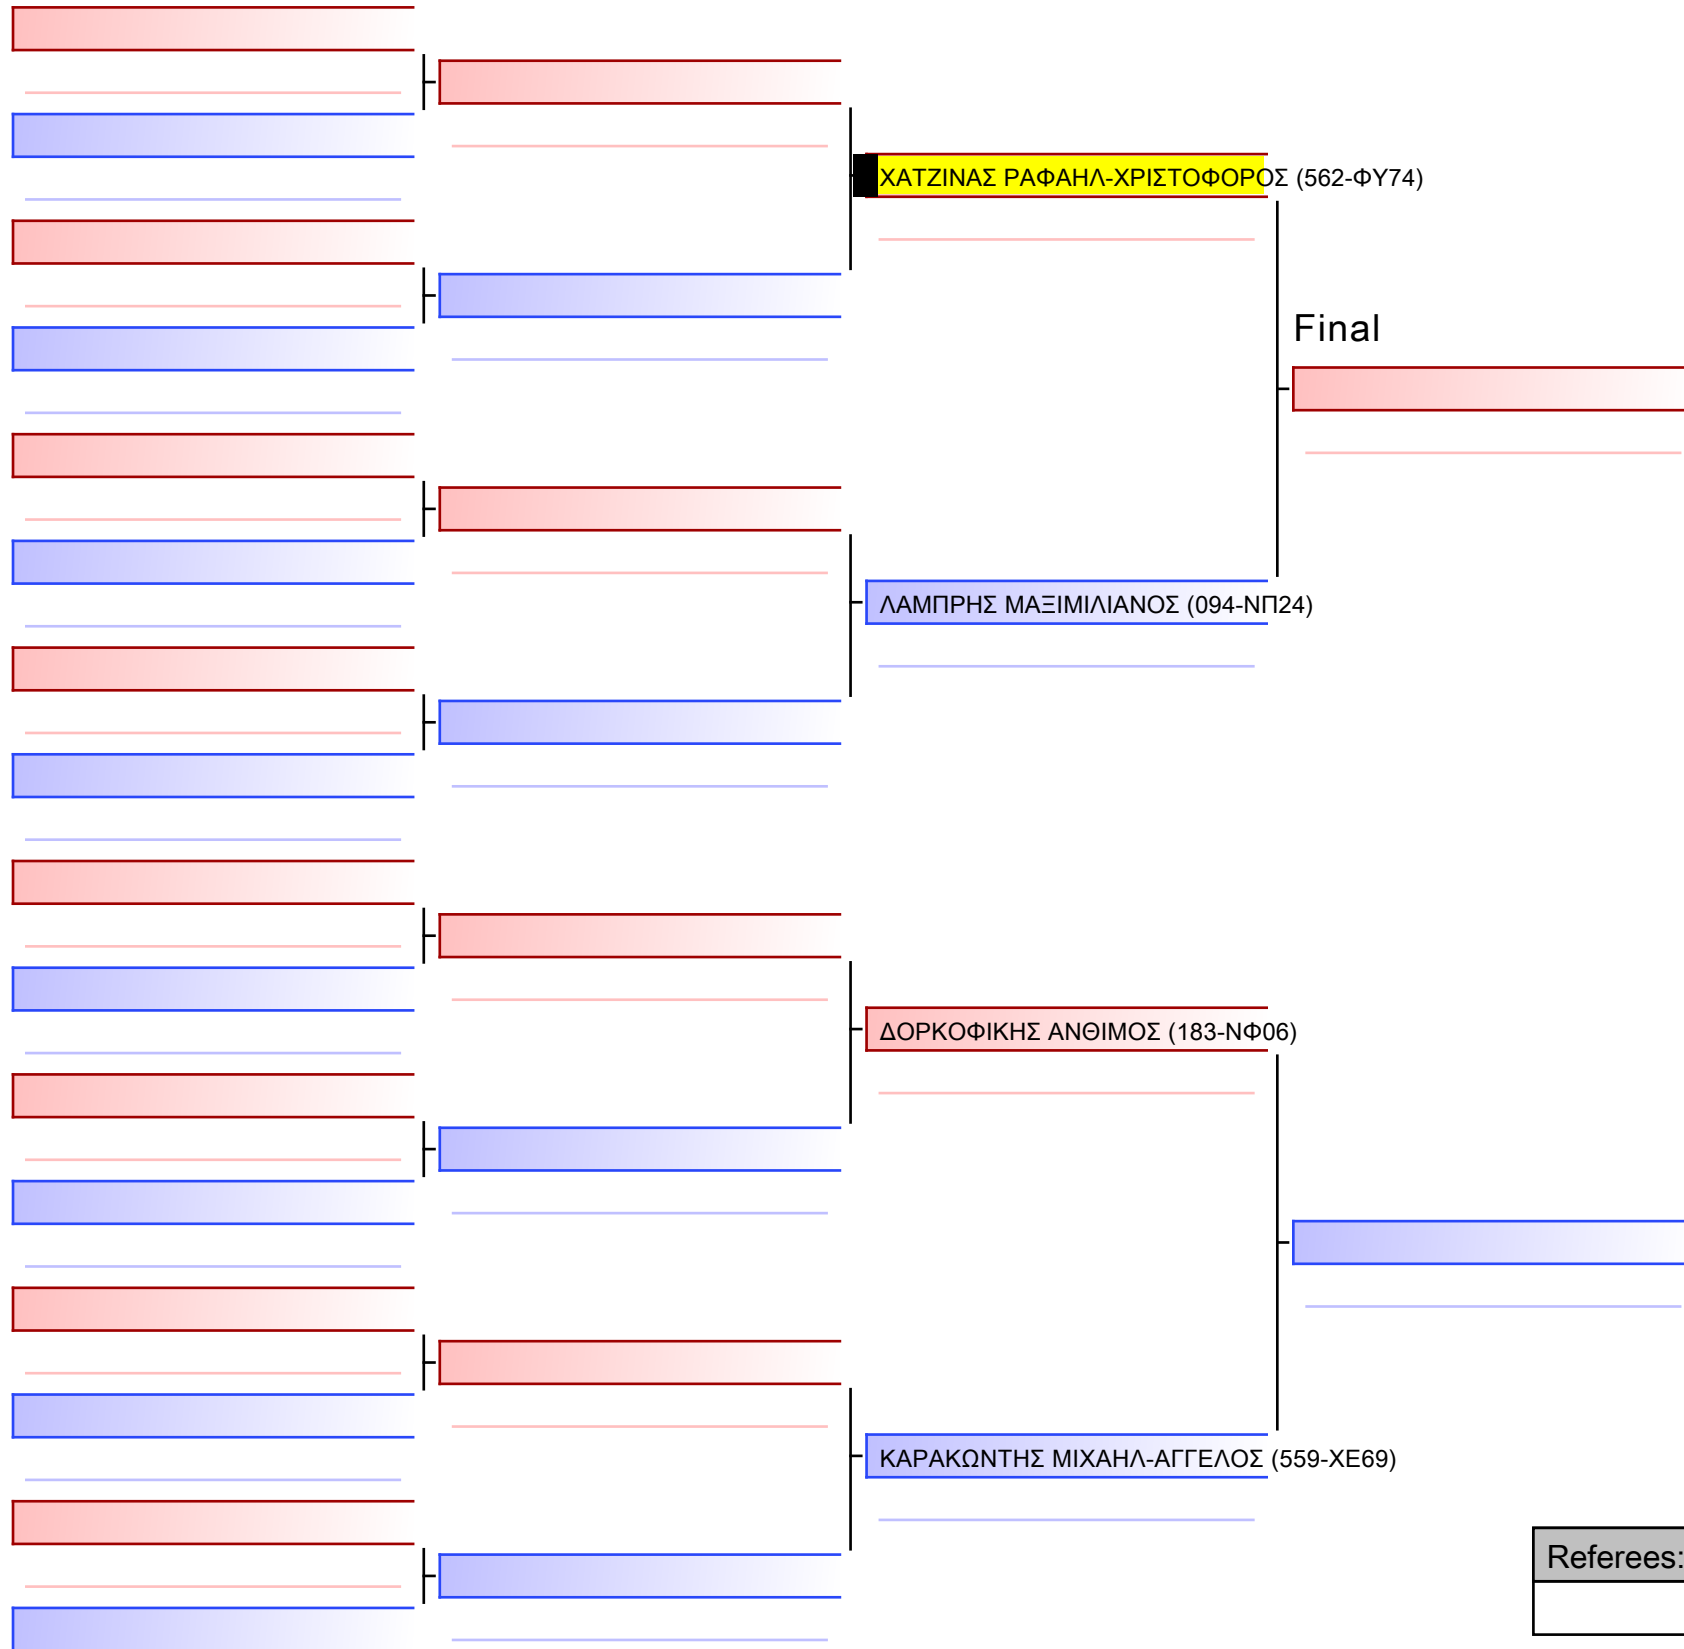 ΧΑΤΖΙΝΑΣ ΡΑΦΑΗΛ-ΧΡΙΣΤΟΦΟΡΟΣ (562-ΦΥ74)
Final
ΛΑΜΠΡΗΣ ΜΑΞΙΜΙΛΙΑΝΟΣ (094-ΝΠ24)
ΔΟΡΚΟΦΙΚΗΣ ΑΝΘΙΜΟΣ (183-ΝΦ06)
ΚΑΡΑΚΩΝΤΗΣ ΜΙΧΑΗΛ-ΑΓΓΕΛΟΣ (559-ΧΕ69)
Referees: